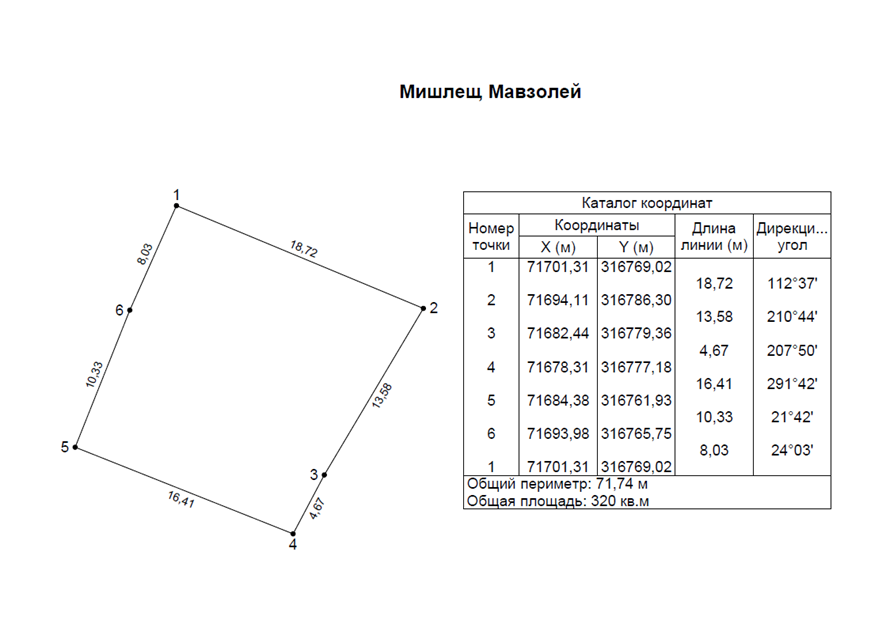 Мишлещ Мавзолей
1
18,72
8,03
2
6
13,58
10,33
5
3
16,41
4,67
4
Каталог координат
Номер точки Координаты Длина линии (м) Дирекци... угол
X (м) Y (м)
1 71701,31 316769,02
18,72 112°37'
2 71694,11 316786,30
13,58 210°44'
3 71682,44 316779,36
4,67 207°50'
4 71678,31 316777,18
16,41 291°42'
5 71684,38 316761,93
10,33 21°42'
6 71693,98 316765,75
8,03 24°03'
1 71701,31 316769,02
Общий периметр: 71,74 м
Общая площадь: 320 кв.м